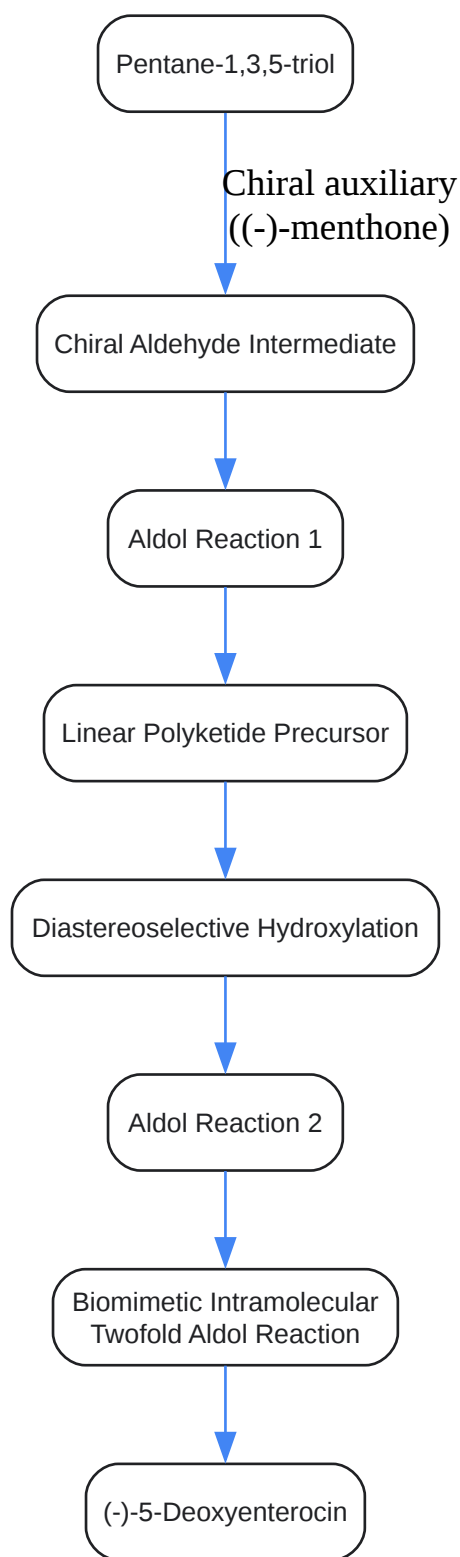 Pentane-1,3,5-triol
Chiral auxiliary
((-)-menthone)
Chiral Aldehyde Intermediate
Aldol Reaction 1
Linear Polyketide Precursor
Diastereoselective Hydroxylation
Aldol Reaction 2
Biomimetic Intramolecular
Twofold Aldol Reaction
(-)-5-Deoxyenterocin